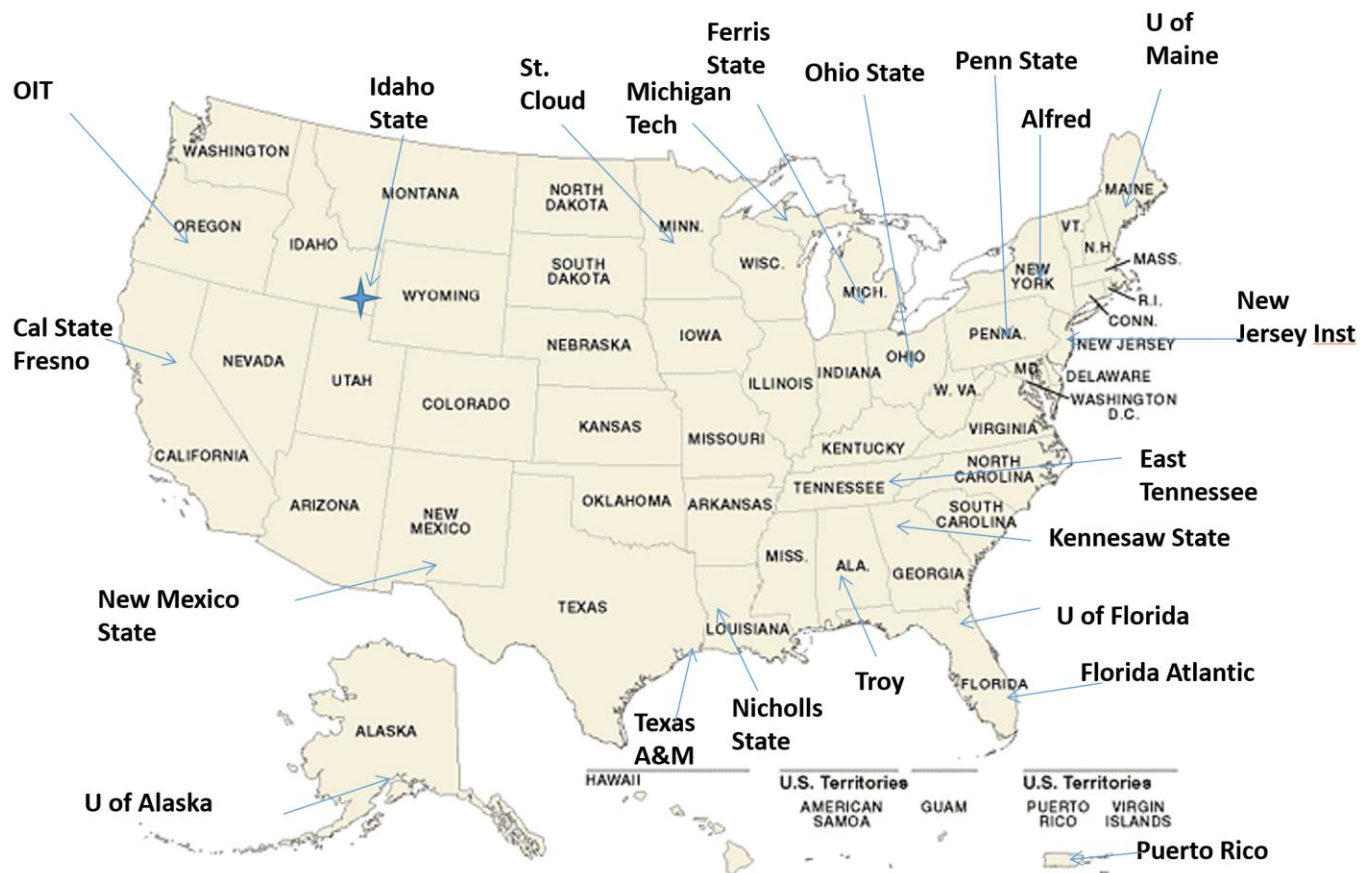 Ferris
State
U of
Maine
St.
Cloud
Ohio State
Penn State
OIT
Idaho
State
Michigan
Tech
Alfred
WASHINGTON
MONTANA
NORTH
DAKOTA
MINN.
MAINE
OREGON
IDAHO
VT.
N.H.
WISC.
SOUTH
DAKOTA
MASS.
NEW
YORK
WYOMING
MICH.
R.I.
CONN.
New
Jersey Inst
Cal State
Fresno
IOWA
PENNA.
NEW JERSEY
NEBRASKA
OHIO
NEVADA
UTAH
ILLINOIS
INDIANA
MD.
DELAWARE
W. VA.
WASHINGTON
D.C.
COLORADO
KANSAS
MISSOURI
VIRGINIA
KENTUCKY
CALIFORNIA
NORTH
CAROLINA
East
Tennessee
TENNESSEE
ARIZONA
NEW
MEXICO
OKLAHOMA
ARKANSAS
SOUTH
CAROLINA
Kennesaw State
MISS.
ALA.
GEORGIA
New Mexico
State
TEXAS
LOUISIANA
U of Florida
Troy
FLORIDA
Florida Atlantic
Texas
A&M
Nicholls
State
ALASKA
U of Alaska
HAWAII
U.S. Territories
AMERICAN
SAMOA
GUAM
U.S. Territories
PUERTO
RICO
VIRGIN
ISLANDS
Puerto Rico